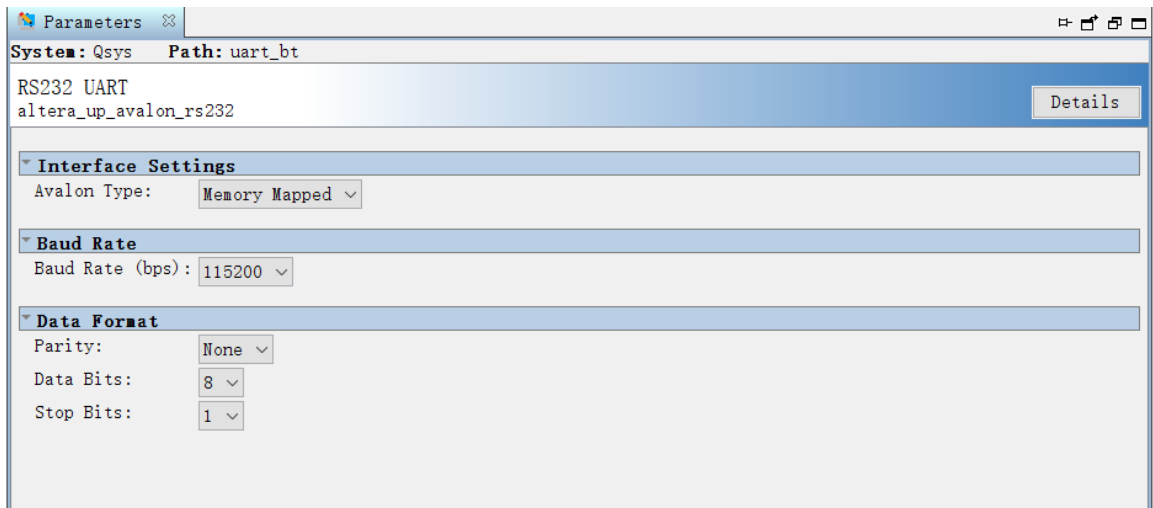 Parameters
System: Qsys Path: uart_bt
RS232 UART
altera_up_avalon_rs232
Details
Interface Settings
Avalon Type: Memory Mapped
Baud Rate
Baud Rate (bps): 115200
Data Format
Parity: None
Data Bits: 8
Stop Bits: 1